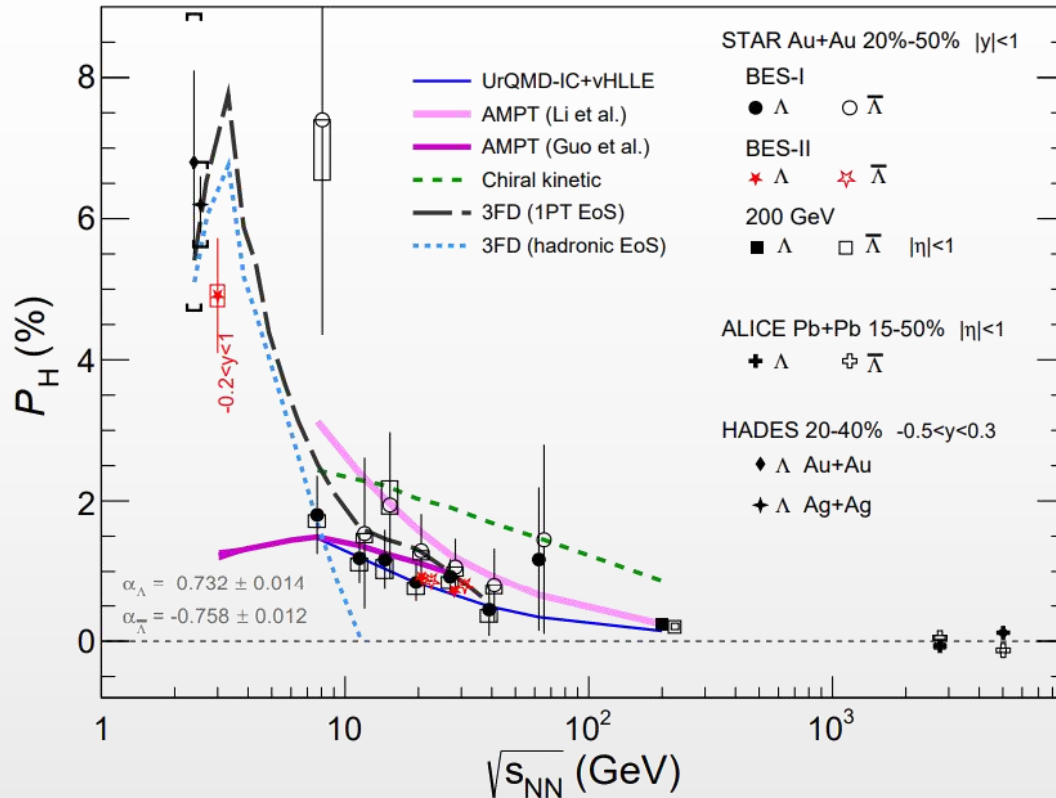 STAR Au+Au 20%-50% |y|<1
BES-I
Λ Λ̅
BES-II
Λ Λ̅
200 GeV
Λ Λ̅ |η|<1
ALICE Pb+Pb 15-50% |η|<1
Λ Λ̅
HADES 20-40% -0.5<y<0.3
Λ Au+Au
Λ Ag+Ag
UrQMD-IC+vHLLE
AMPT (Li et al.)
AMPT (Guo et al.)
Chiral kinetic
3FD (1PT EoS)
3FD (hadronic EoS)
8
6
4
2
0
P_H (%)
-0.2<y<1
α_Λ = 0.732 ± 0.014
α_Λ̅ = -0.758 ± 0.012
1 10 10² 10³
√s_NN (GeV)